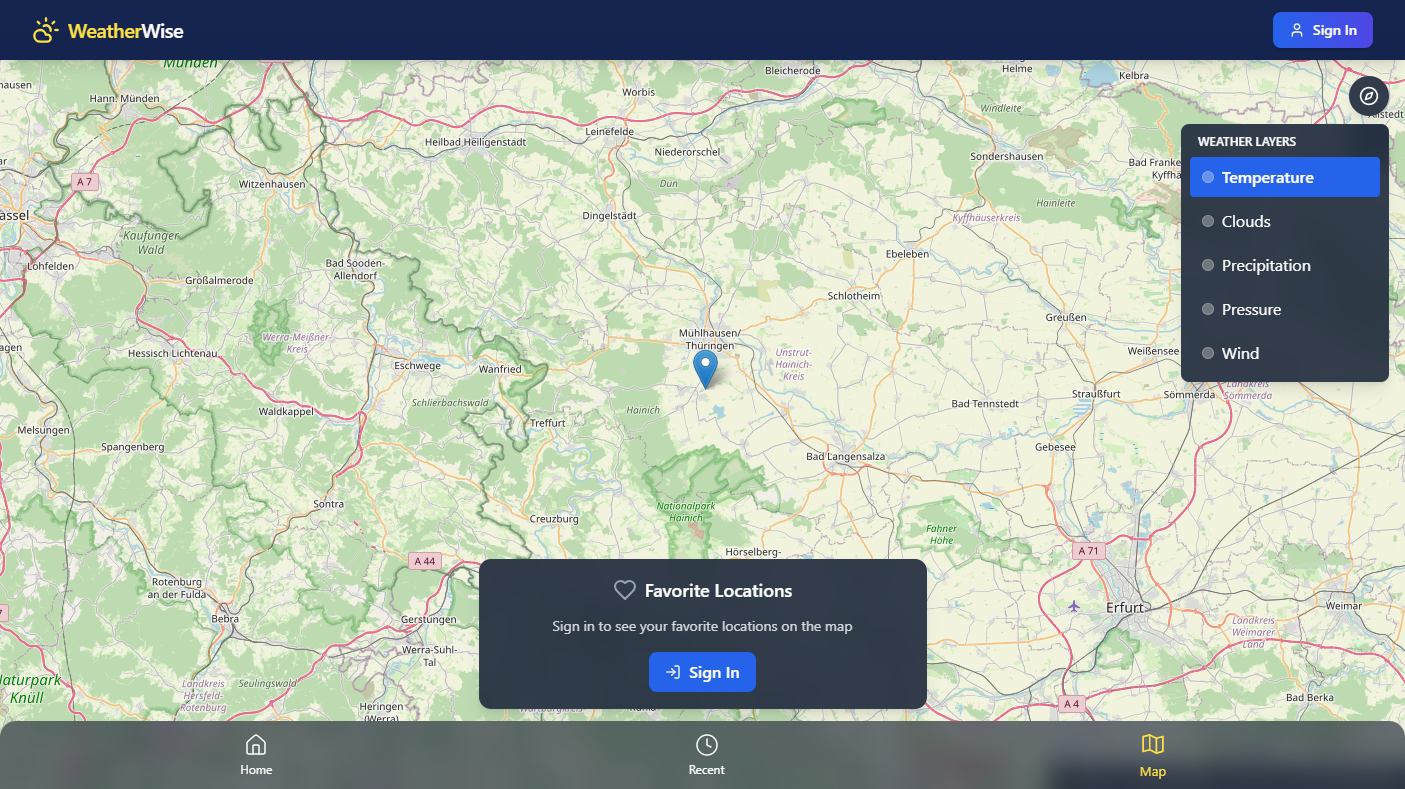 WeatherWise
Sign In
Münden
Bleicherode
Helme
Kelbra
Hann. Münden
Worbis
Windleite
Leinefelde
Heilbad Heiligenstadt
Niederorschel
Sondershausen
WEATHER LAYERS
Temperature
Clouds
Precipitation
Pressure
Wind
A 7
Witzenhausen
Dün
Hainleite
Dingelstädt
Kyffhäuserkreis
Kaufunger
Wald
Lohfelden
Bad Sooden-
Allendorf
Ebeleben
Großalmerode
Schlotheim
Greußen
Mühlhausen/
Thüringen
Werra-Meißner-
Kreis
Hessisch Lichtenau
Eschwege
Wanfried
Unstrut-
Hainich-
Kreis
Weißensee
Landkreis
Sömmerda
Schlierbachswald
Waldkappel
Hainich
Bad Tennstedt
Straußfurt
Sömmerda
Treffurt
Melsungen
Spangenberg
Gebesee
Bad Langensalza
Sontra
Creuzburg
Nationalpark
Hainich
Fahner
Höhe
Hörselberg-
A 71
A 44
Rotenburg
an der Fulda
Bebra
Gerstungen
Erfurt
Weimar
Landkreis
Weimarer
Land
Werra-Suhl-
Tal
Naturpark
Knüll
Landkreis
Hersfeld-
Rotenburg
Seulingswald
Heringen
(Werra)
A 4
Bad Berka
Favorite Locations
Sign in to see your favorite locations on the map
Sign In
Home
Recent
Map